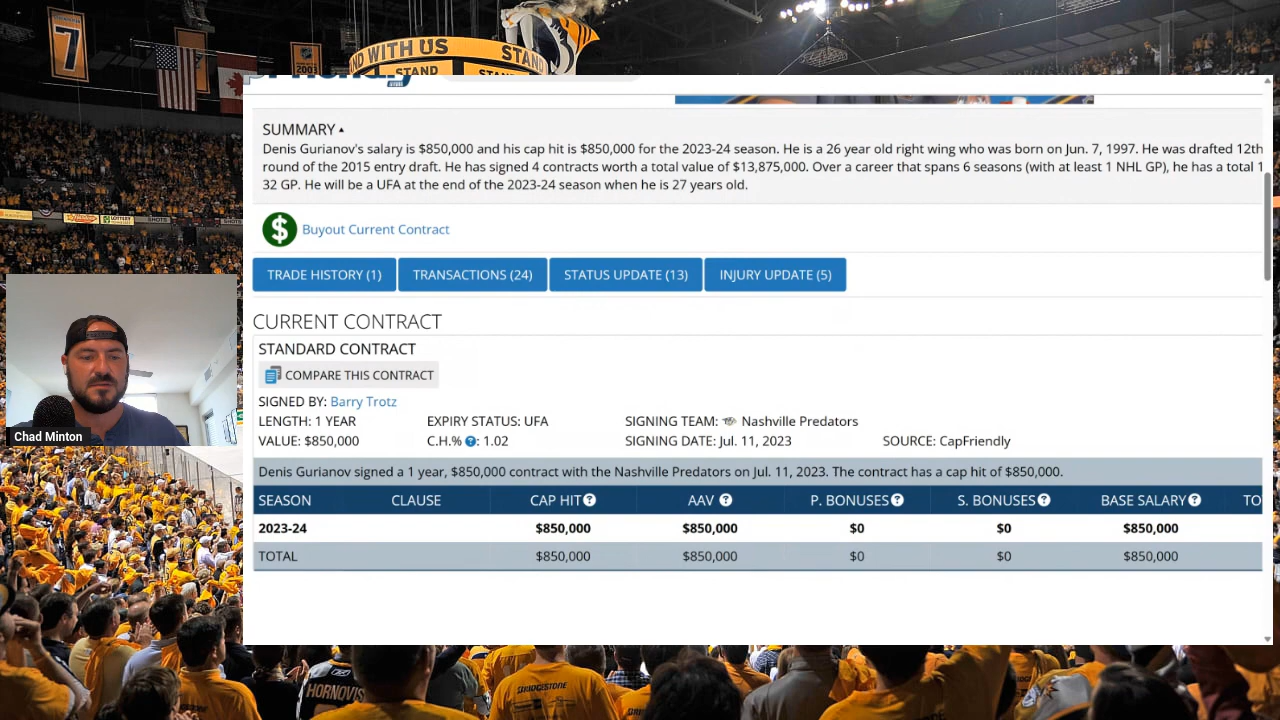 7
2003
STAND WITH US
STAND
STAND
SUMMARY
Denis Gurianov's salary is $850,000 and his cap hit is $850,000 for the 2023-24 season. He is a 26 year old right wing who was born on Jun. 7, 1997. He was drafted 12th
round of the 2015 entry draft. He has signed 4 contracts worth a total value of $13,875,000. Over a career that spans 6 seasons (with at least 1 NHL GP), he has a total 1
32 GP. He will be a UFA at the end of the 2023-24 season when he is 27 years old.
$ Buyout Current Contract
TRADE HISTORY (1) TRANSACTIONS (24) STATUS UPDATE (13) INJURY UPDATE (5)
CURRENT CONTRACT
STANDARD CONTRACT
COMPARE THIS CONTRACT
SIGNED BY: Barry Trotz
LENGTH: 1 YEAR EXPIRY STATUS: UFA SIGNING TEAM: Nashville Predators
VALUE: $850,000 C.H.% ?: 1.02 SIGNING DATE: Jul. 11, 2023 SOURCE: CapFriendly
Denis Gurianov signed a 1 year, $850,000 contract with the Nashville Predators on Jul. 11, 2023. The contract has a cap hit of $850,000.
SEASON CLAUSE CAP HIT ? AAV ? P. BONUSES ? S. BONUSES ? BASE SALARY ? TO
2023-24 $850,000 $850,000 $0 $0 $850,000
TOTAL $850,000 $850,000 $0 $0 $850,000
Chad Minton
HORNOVIS
BRIDGESTONE